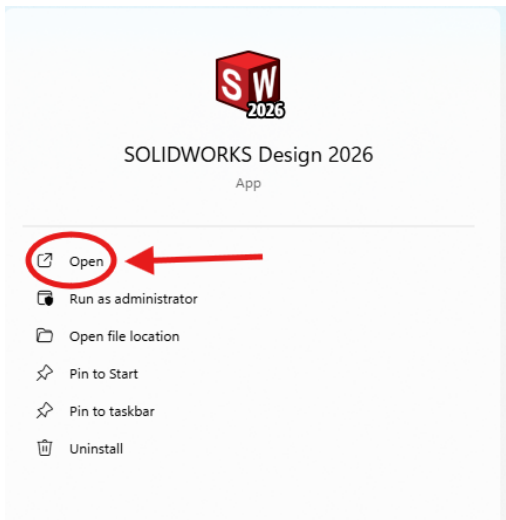 SW
2026
SOLIDWORKS Design 2026
App
Open
Run as administrator
Open file location
Pin to Start
Pin to taskbar
Uninstall